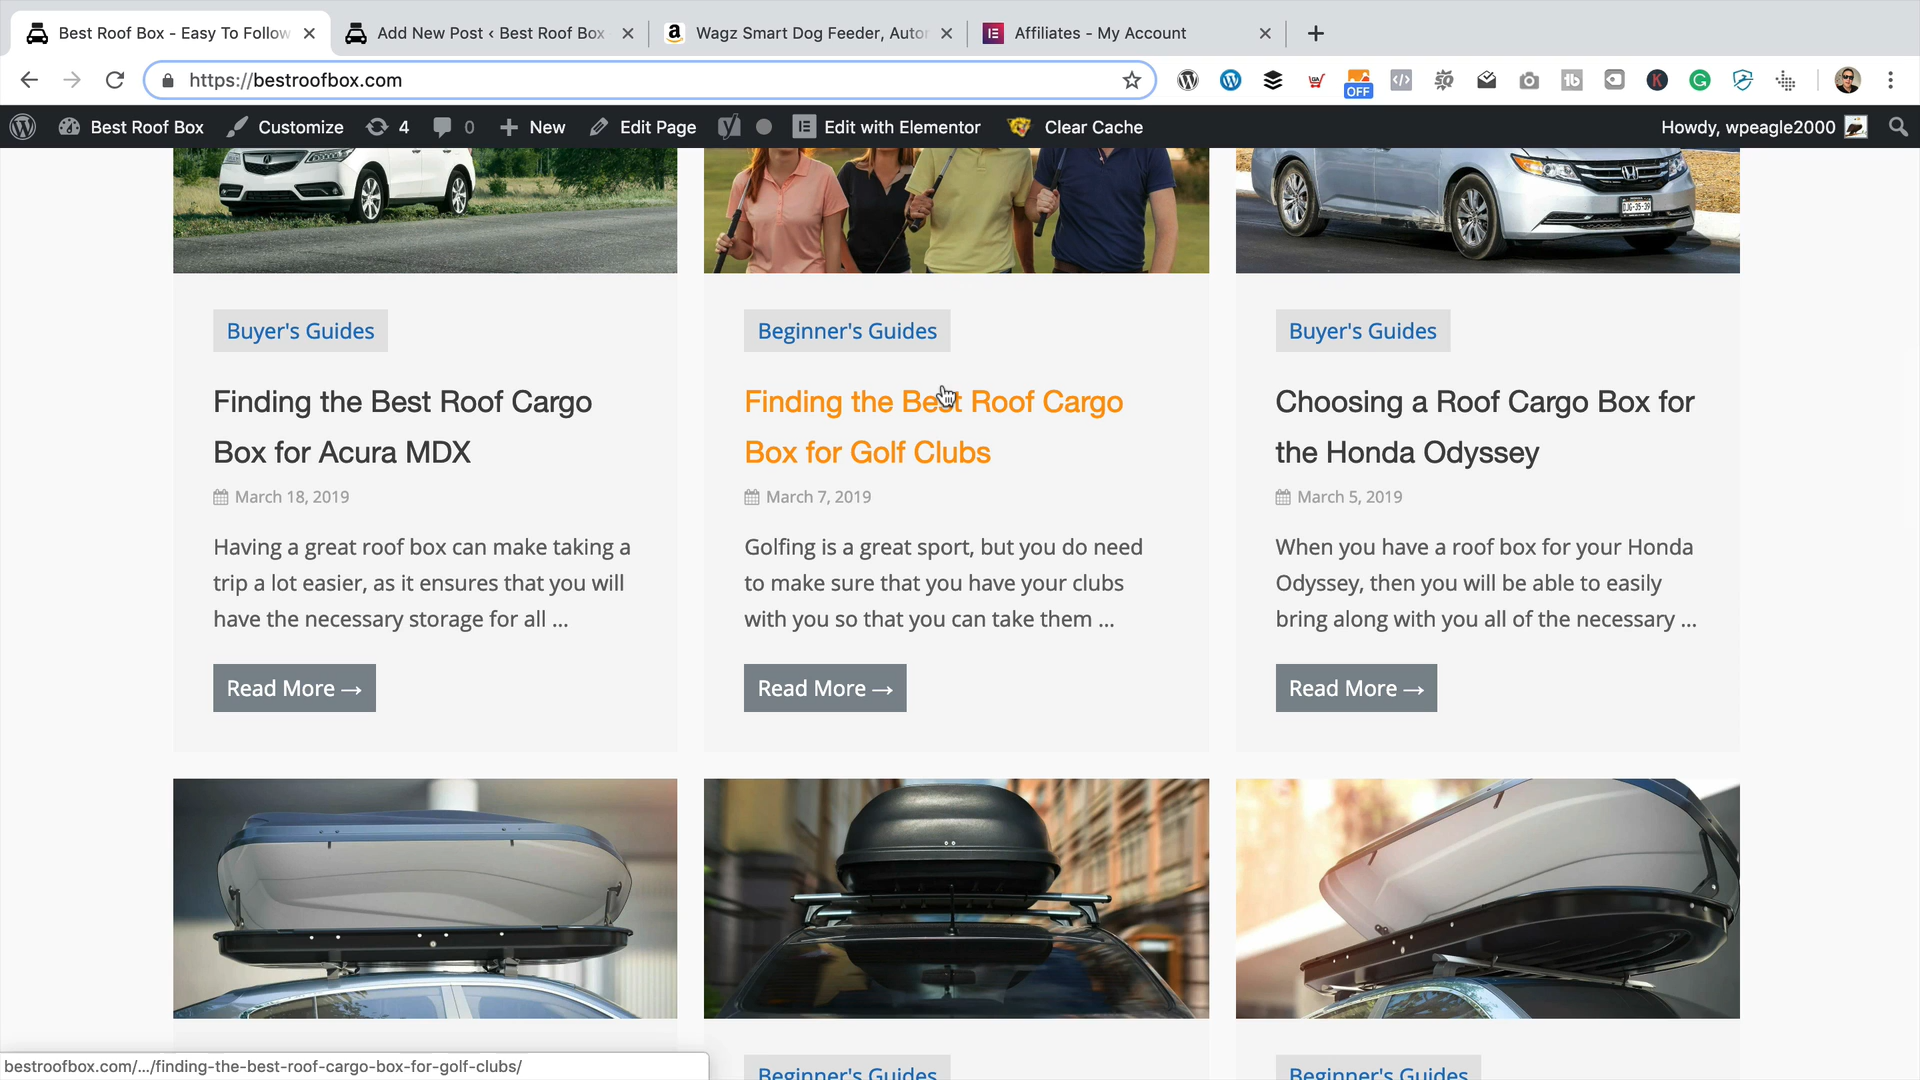 Best Roof Box - Easy To Follow
Add New Post ‹ Best Roof Box
Wagz Smart Dog Feeder, Autor
Affiliates - My Account
https://bestroofbox.com
OFF
Best Roof Box
Customize
4
0
New
Edit Page
Edit with Elementor
Clear Cache
Howdy, wpeagle2000
Buyer's Guides
Finding the Best Roof Cargo
Box for Acura MDX
March 18, 2019
Having a great roof box can make taking a
trip a lot easier, as it ensures that you will
have the necessary storage for all ...
Read More →
Beginner's Guides
Finding the Best Roof Cargo
Box for Golf Clubs
March 7, 2019
Golfing is a great sport, but you do need
to make sure that you have your clubs
with you so that you can take them ...
Read More →
Buyer's Guides
Choosing a Roof Cargo Box for
the Honda Odyssey
March 5, 2019
When you have a roof box for your Honda
Odyssey, then you will be able to easily
bring along with you all of the necessary ...
Read More →
Beginner's Guides
Beginner's Guides
bestroofbox.com/.../finding-the-best-roof-cargo-box-for-golf-clubs/